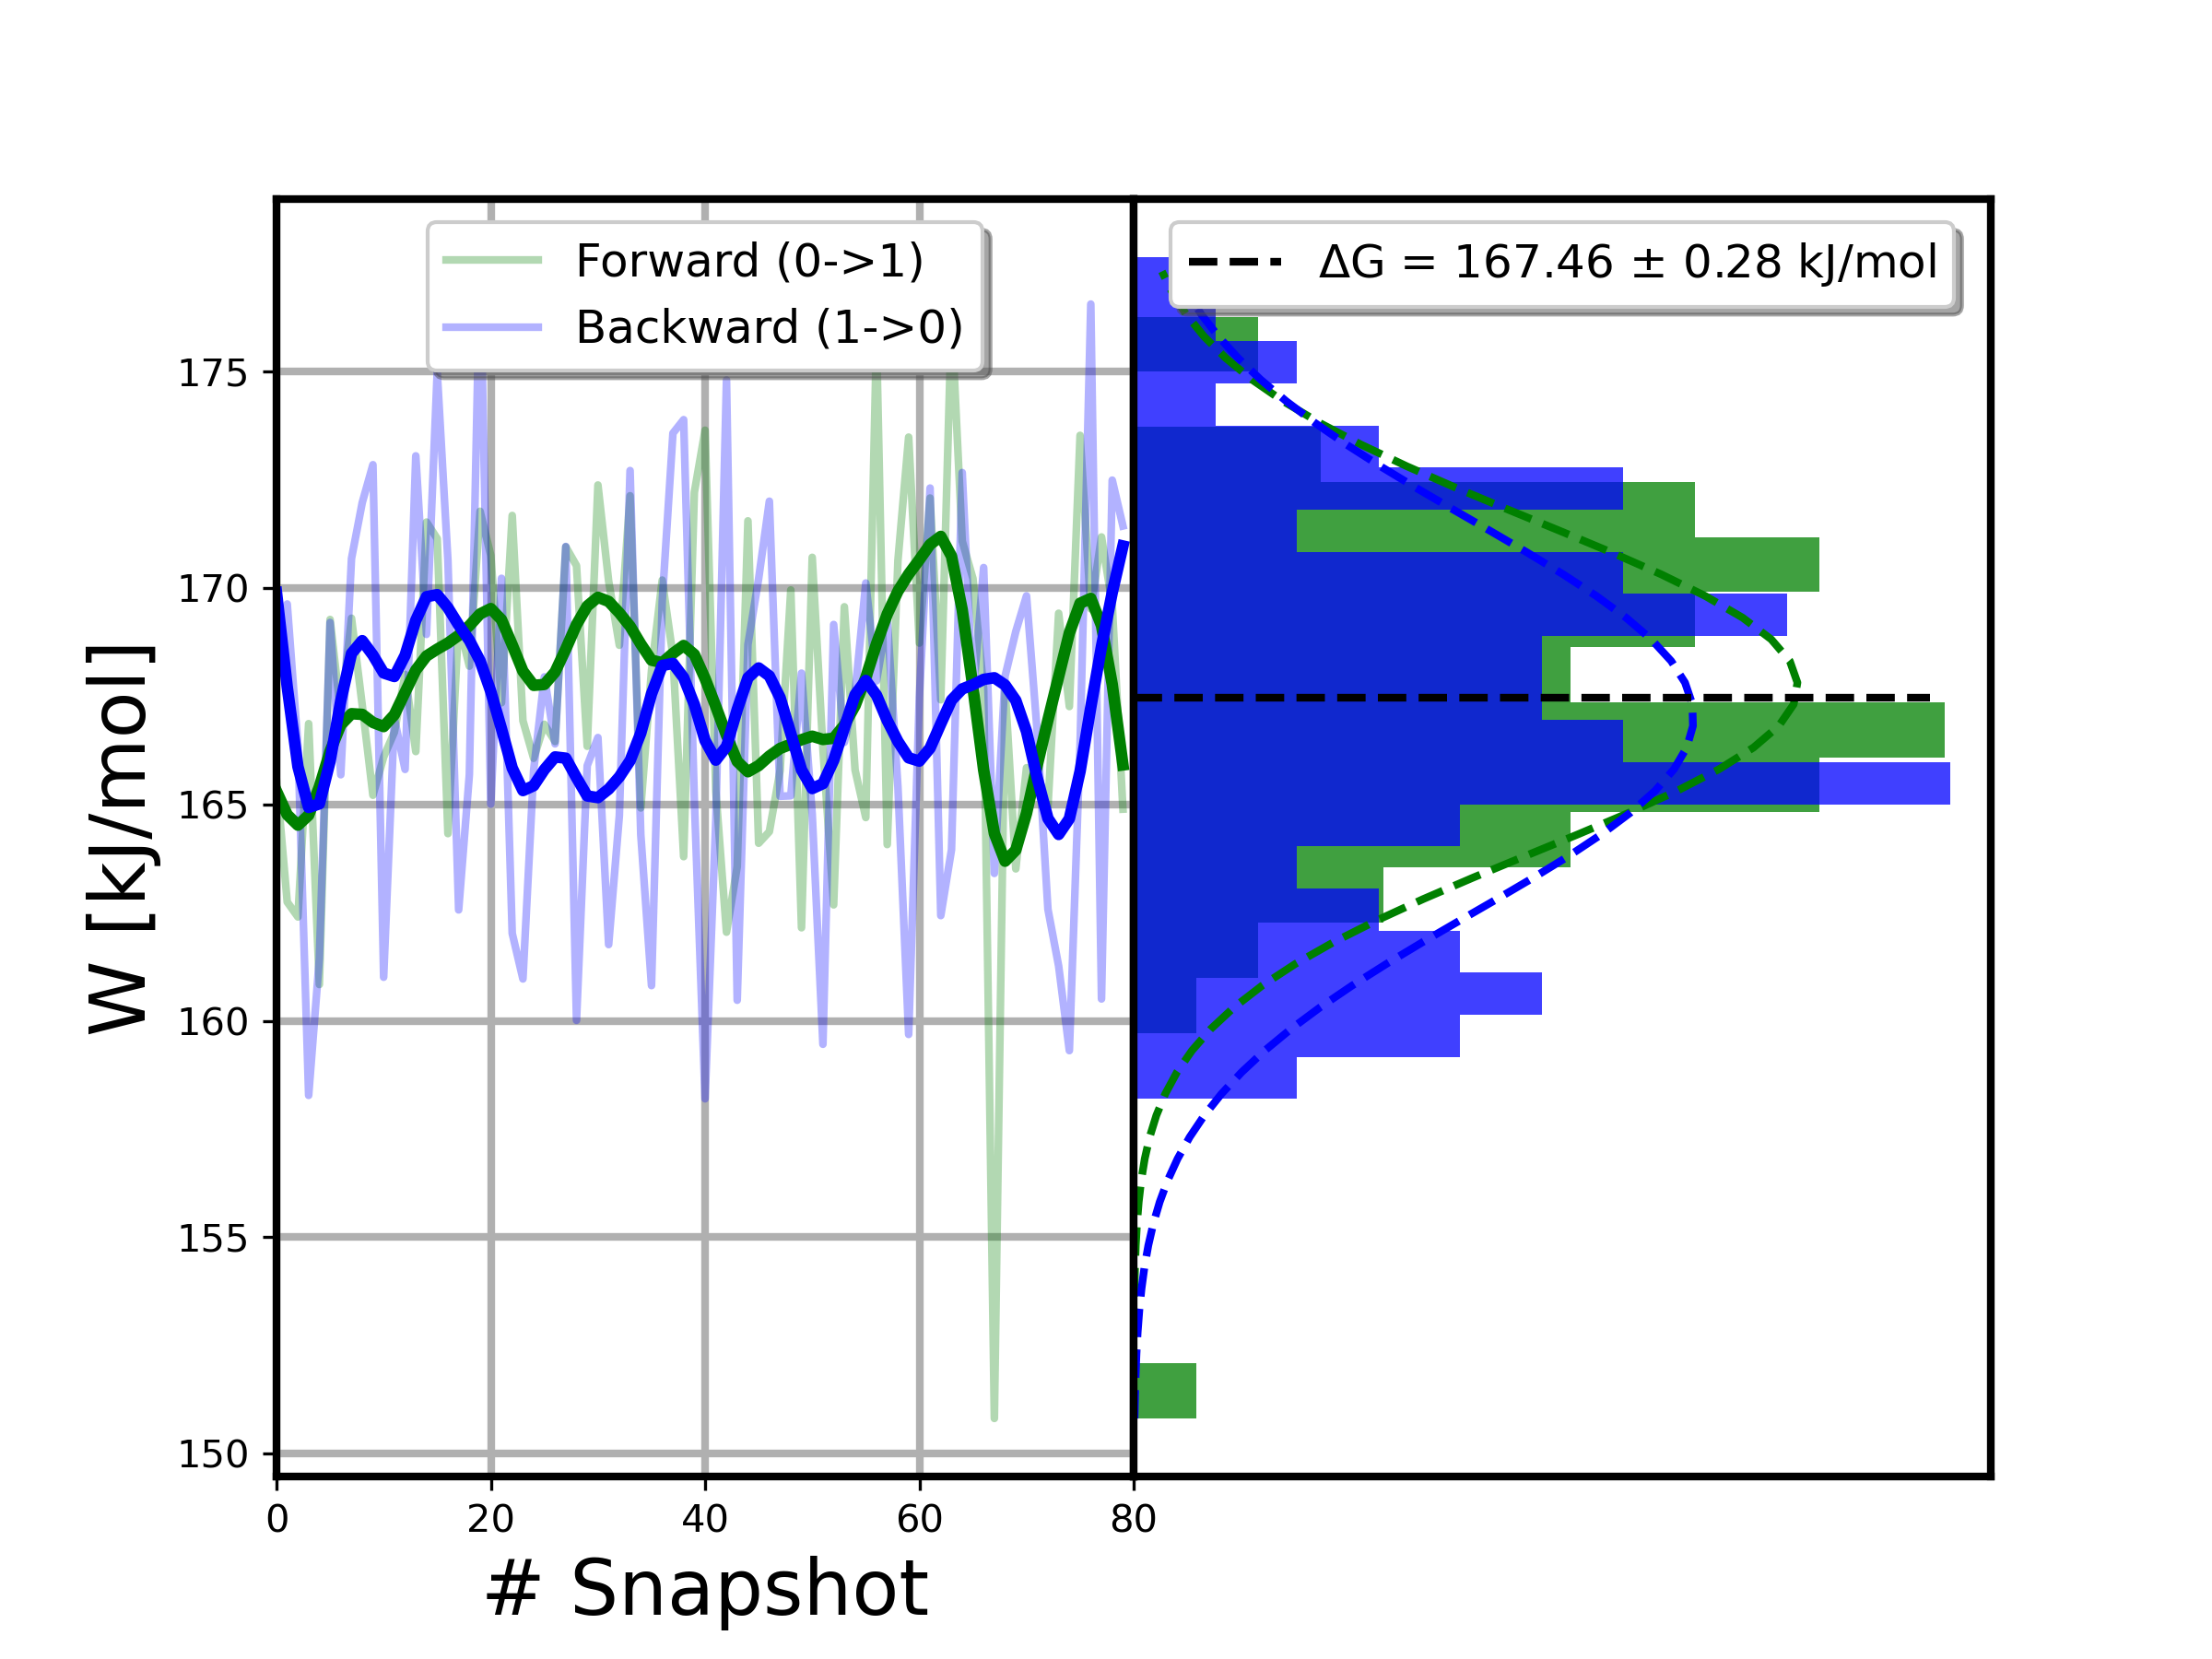 Forward (0->1)
Backward (1->0)
ΔG = 167.46 ± 0.28 kJ/mol
W [kJ/mol]
175
170
165
160
155
150
0 20 40 60 80
# Snapshot